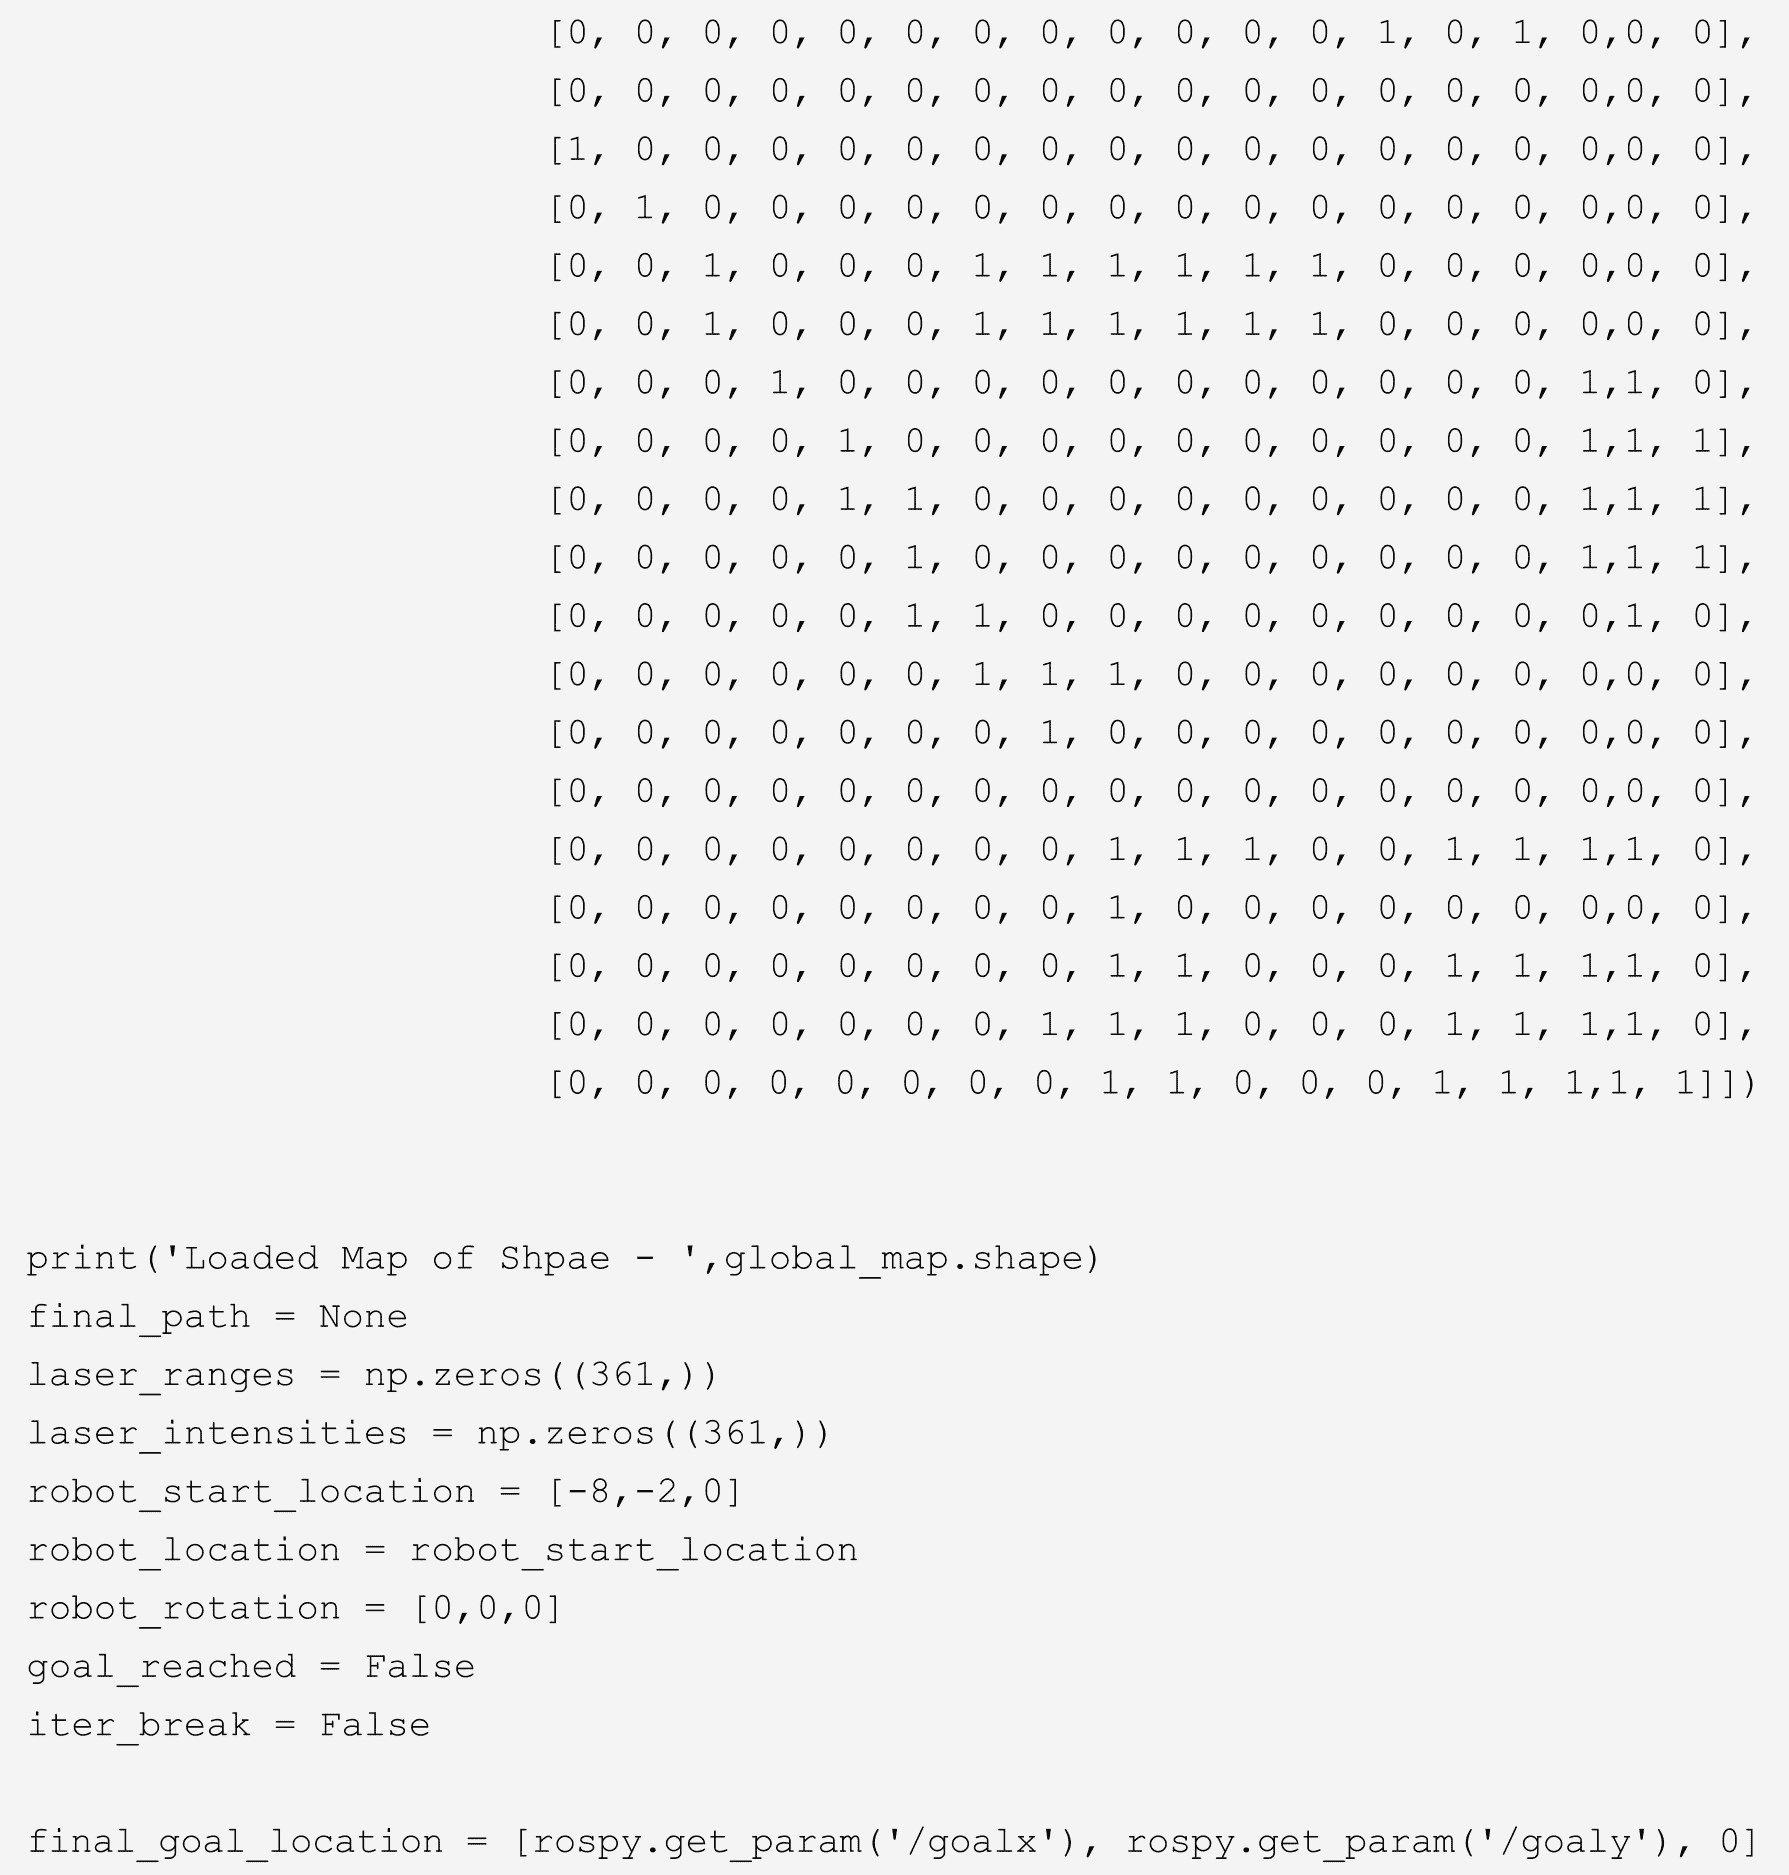 [0, 0, 0, 0, 0, 0, 0, 0, 0, 0, 0, 0, 1, 0, 1, 0,0, 0],
[0, 0, 0, 0, 0, 0, 0, 0, 0, 0, 0, 0, 0, 0, 0, 0,0, 0],
[1, 0, 0, 0, 0, 0, 0, 0, 0, 0, 0, 0, 0, 0, 0, 0,0, 0],
[0, 1, 0, 0, 0, 0, 0, 0, 0, 0, 0, 0, 0, 0, 0, 0,0, 0],
[0, 0, 1, 0, 0, 0, 1, 1, 1, 1, 1, 1, 0, 0, 0, 0,0, 0],
[0, 0, 1, 0, 0, 0, 1, 1, 1, 1, 1, 1, 0, 0, 0, 0,0, 0],
[0, 0, 0, 1, 0, 0, 0, 0, 0, 0, 0, 0, 0, 0, 0, 1,1, 0],
[0, 0, 0, 0, 1, 0, 0, 0, 0, 0, 0, 0, 0, 0, 0, 1,1, 1],
[0, 0, 0, 0, 1, 1, 0, 0, 0, 0, 0, 0, 0, 0, 0, 1,1, 1],
[0, 0, 0, 0, 0, 1, 0, 0, 0, 0, 0, 0, 0, 0, 0, 1,1, 1],
[0, 0, 0, 0, 0, 1, 1, 0, 0, 0, 0, 0, 0, 0, 0, 0,1, 0],
[0, 0, 0, 0, 0, 0, 1, 1, 1, 0, 0, 0, 0, 0, 0, 0,0, 0],
[0, 0, 0, 0, 0, 0, 0, 1, 0, 0, 0, 0, 0, 0, 0, 0,0, 0],
[0, 0, 0, 0, 0, 0, 0, 0, 0, 0, 0, 0, 0, 0, 0, 0,0, 0],
[0, 0, 0, 0, 0, 0, 0, 0, 1, 1, 1, 0, 0, 1, 1, 1,1, 0],
[0, 0, 0, 0, 0, 0, 0, 0, 1, 0, 0, 0, 0, 0, 0, 0,0, 0],
[0, 0, 0, 0, 0, 0, 0, 0, 1, 1, 0, 0, 0, 1, 1, 1,1, 0],
[0, 0, 0, 0, 0, 0, 0, 1, 1, 1, 0, 0, 0, 1, 1, 1,1, 0],
[0, 0, 0, 0, 0, 0, 0, 0, 1, 1, 0, 0, 0, 1, 1, 1,1, 1]])
print('Loaded Map of Shpae - ',global_map.shape)
final_path = None
laser_ranges = np.zeros((361,))
laser_intensities = np.zeros((361,))
robot_start_location = [-8,-2,0]
robot_location = robot_start_location
robot_rotation = [0,0,0]
goal_reached = False
iter_break = False
final_goal_location = [rospy.get_param('/goalx'), rospy.get_param('/goaly'), 0]